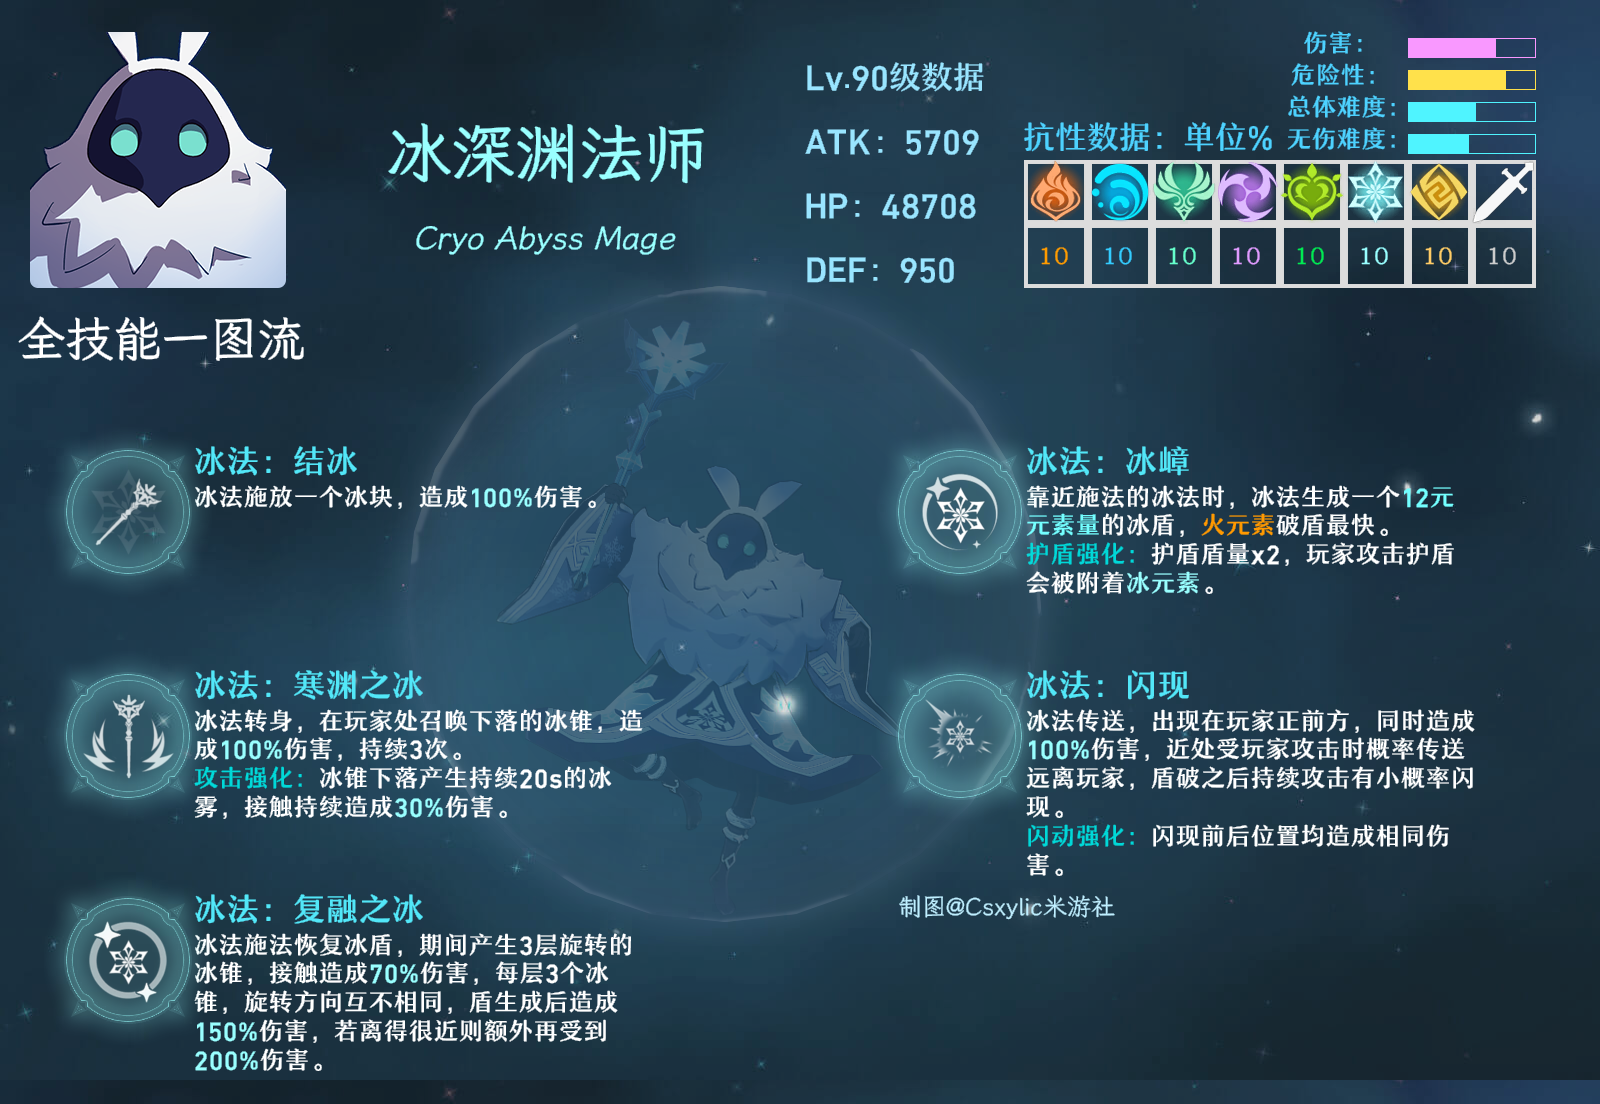 冰深渊法师
Cryo Abyss Mage
全技能一图流
Lv.90级数据
ATK：5709
HP：48708
DEF：950
伤害：
危险性：
总体难度：
无伤难度：
抗性数据：单位%
10 10 10 10 10 10 10 10
冰法：结冰
冰法施放一个冰块，造成100%伤害。
冰法：寒渊之冰
冰法转身，在玩家处召唤下落的冰锥，造
成100%伤害，持续3次。
攻击强化：冰锥下落产生持续20s的冰
雾，接触持续造成30%伤害。
冰法：复融之冰
冰法施法恢复冰盾，期间产生3层旋转的
冰锥，接触造成70%伤害，每层3个冰
锥，旋转方向互不相同，盾生成后造成
150%伤害，若离得很近则额外再受到
200%伤害。
冰法：冰嶂
靠近施法的冰法时，冰法生成一个12元
元素量的冰盾，火元素破盾最快。
护盾强化：护盾盾量x2，玩家攻击护盾
会被附着冰元素。
冰法：闪现
冰法传送，出现在玩家正前方，同时造成
100%伤害，近处受玩家攻击时概率传送
远离玩家，盾破之后持续攻击有小概率闪
现。
闪动强化：闪现前后位置均造成相同伤
害。
制图@Csxylic米游社